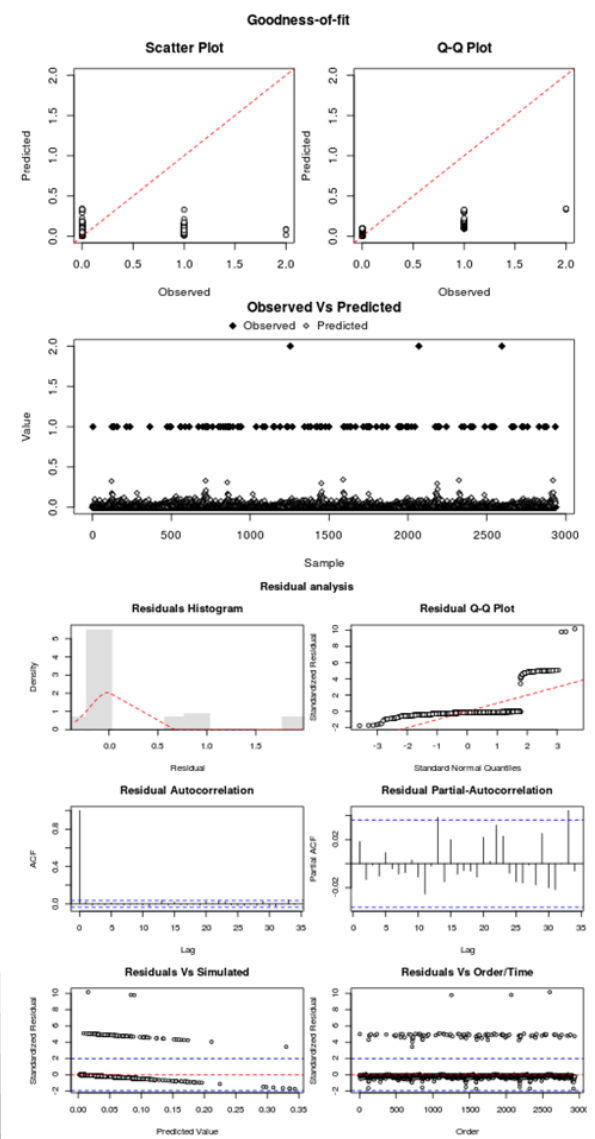 Goodness-of-fit
Scatter Plot
Q-Q Plot
Predicted
0.0 0.5 1.0 1.5 2.0
0.0 0.5 1.0 1.5 2.0
Observed
Predicted
0.0 0.5 1.0 1.5 2.0
0.0 0.5 1.0 1.5 2.0
Observed
Observed Vs Predicted
Observed Predicted
Value
0.0 0.5 1.0 1.5 2.0
0 500 1000 1500 2000 2500 3000
Sample
Residual analysis
Residuals Histogram
Residual Q-Q Plot
Density
0 1 2 3 4 5
0.0 0.5 1.0 1.5
Residual
Standardized Residual
-2 0 2 4 6 8 10
-3 -2 -1 0 1 2 3
Standard Normal Quantiles
Residual Autocorrelation
Residual Partial-Autocorrelation
ACF
0.0 0.4 0.8
0 5 10 15 20 25 30 35
Lag
Partial ACF
-0.02 0.02
0 5 10 15 20 25 30 35
Lag
Residuals Vs Simulated
Residuals Vs Order/Time
Standardized Residual
-2 0 2 4 6 8 10
0.00 0.05 0.10 0.15 0.20 0.25 0.30 0.35
Predicted Value
Standardized Residual
-2 0 2 4 6 8 10
0 500 1000 1500 2000 2500
Order